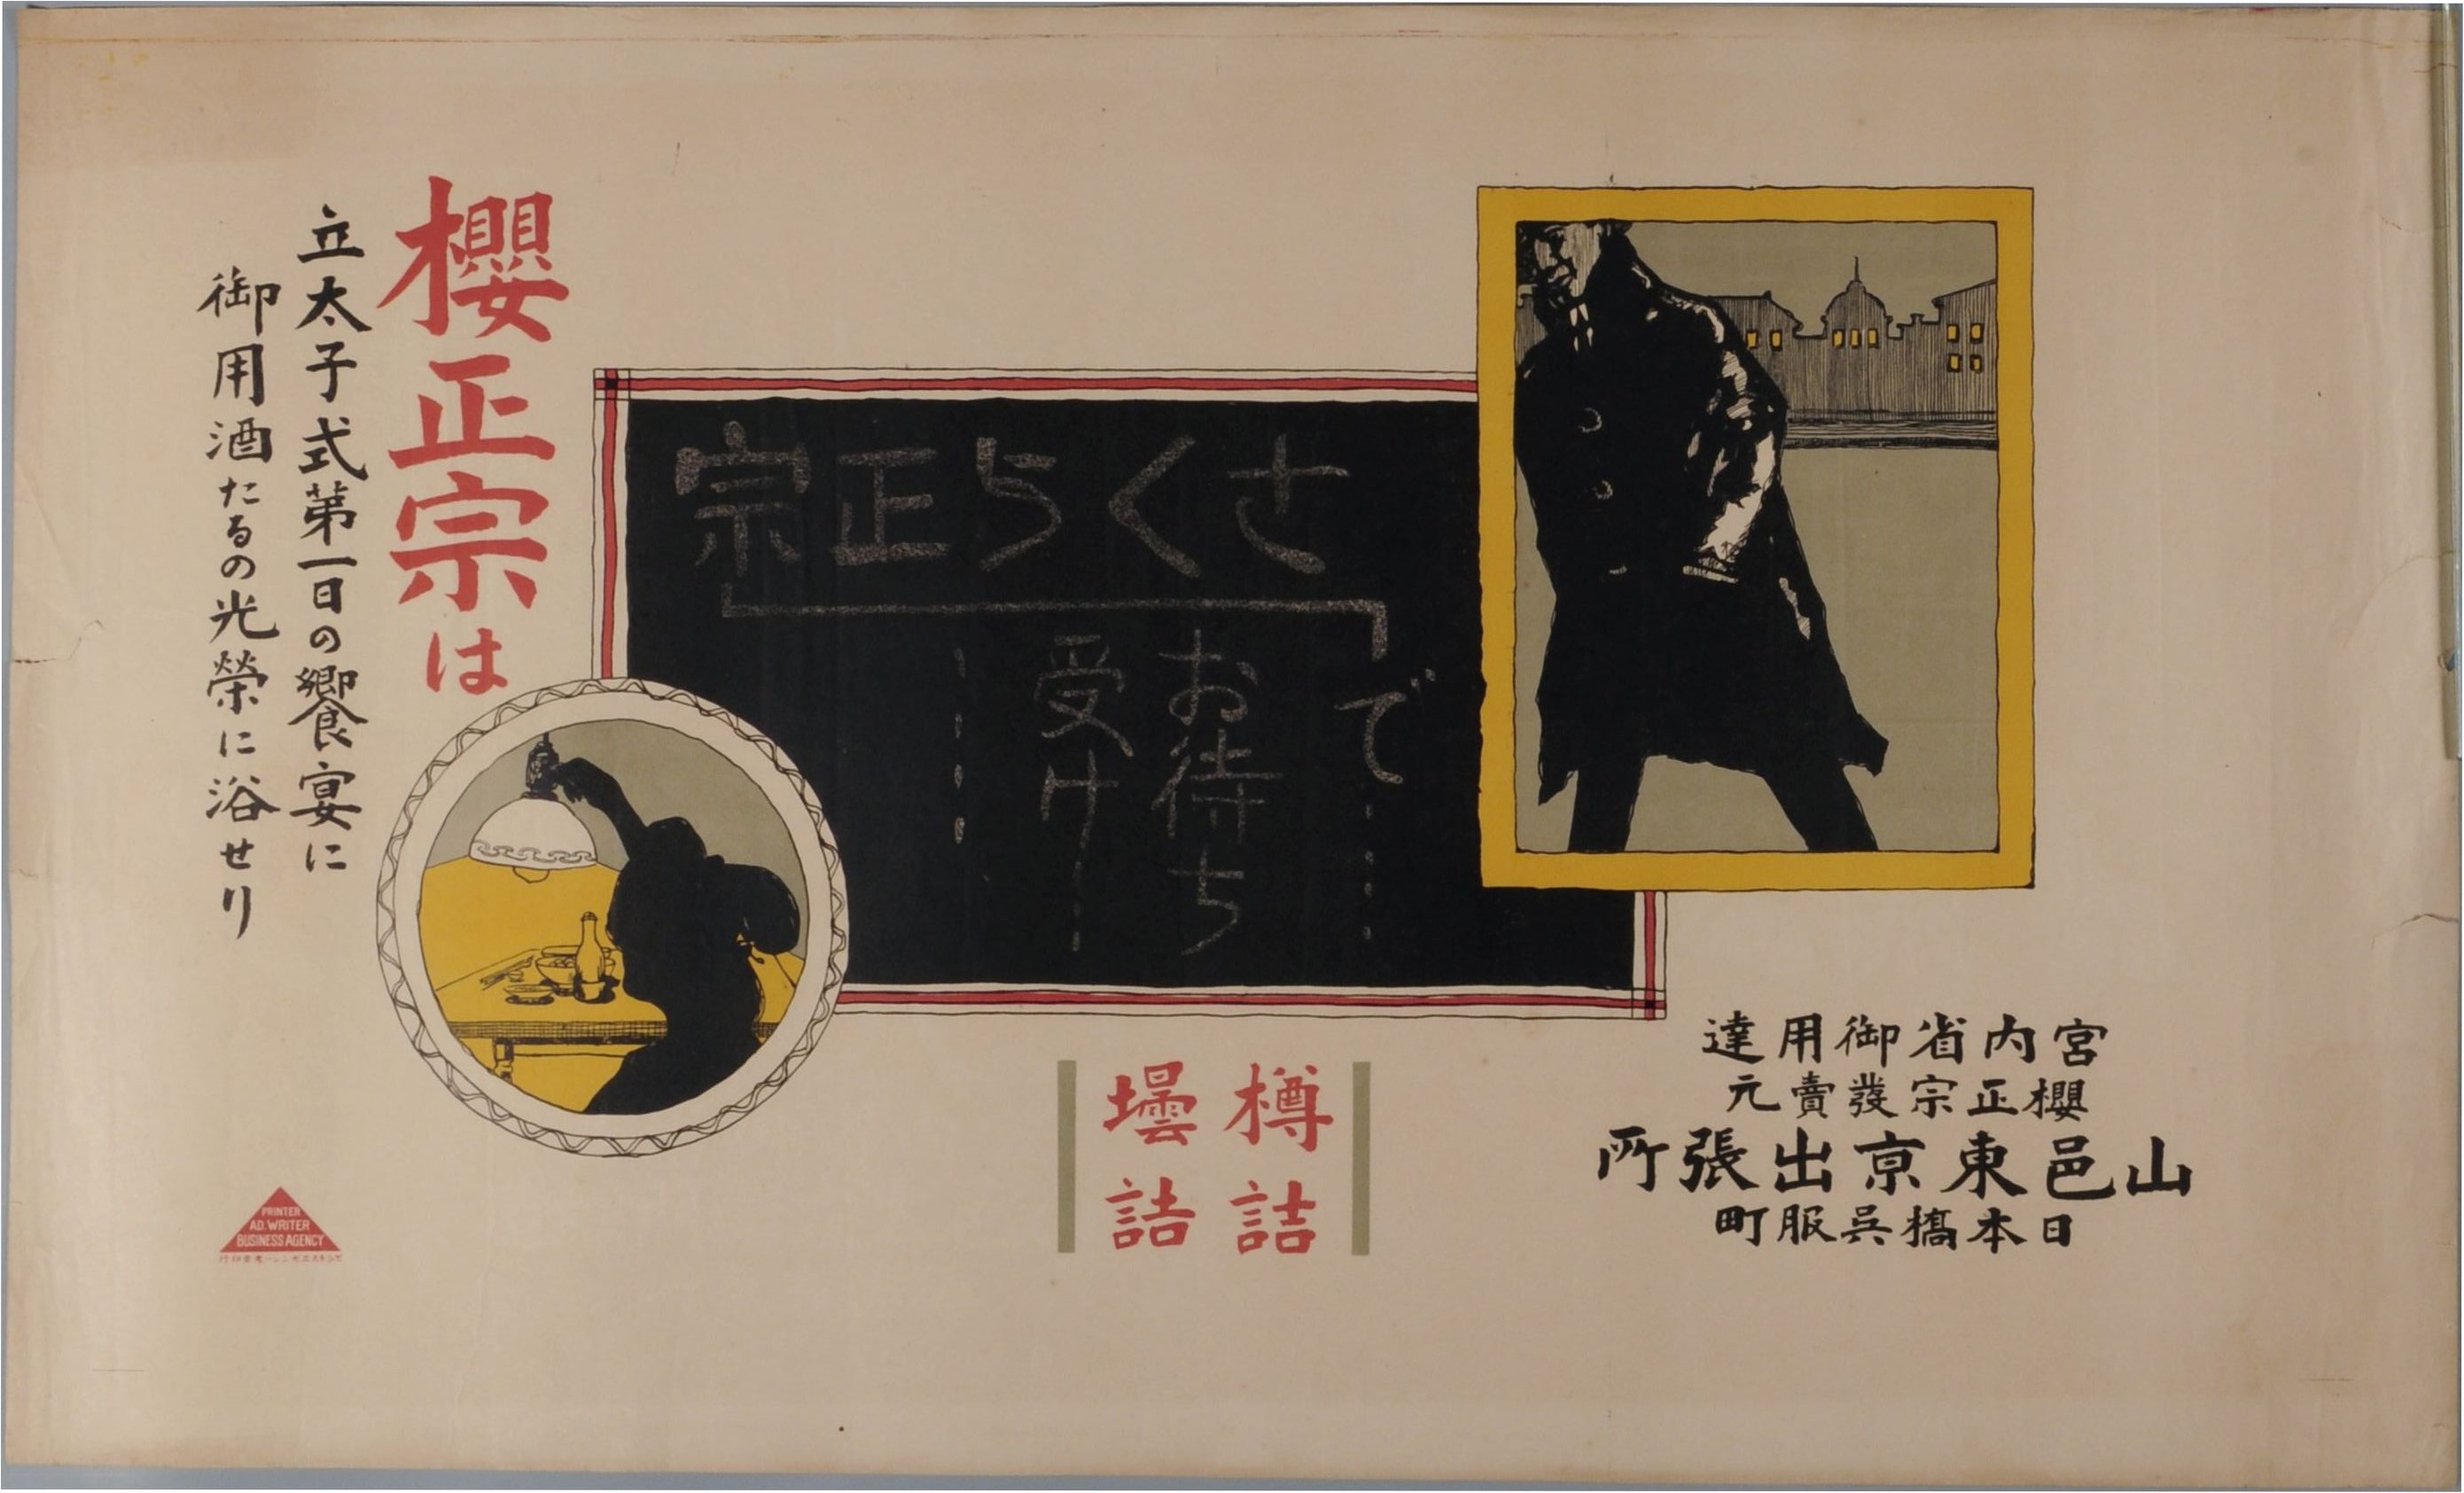 さくら正宗
で……
お待ち
受け……
……
櫻正宗は
立太子式第一日の饗宴に
御用酒たるの光榮に浴せり
樽詰
壜詰
宮内省御用達
櫻正宗發賣元
山邑東京出張所
日本橋呉服町
PRINTER
AD. WRITER
BUSINESS AGENCY